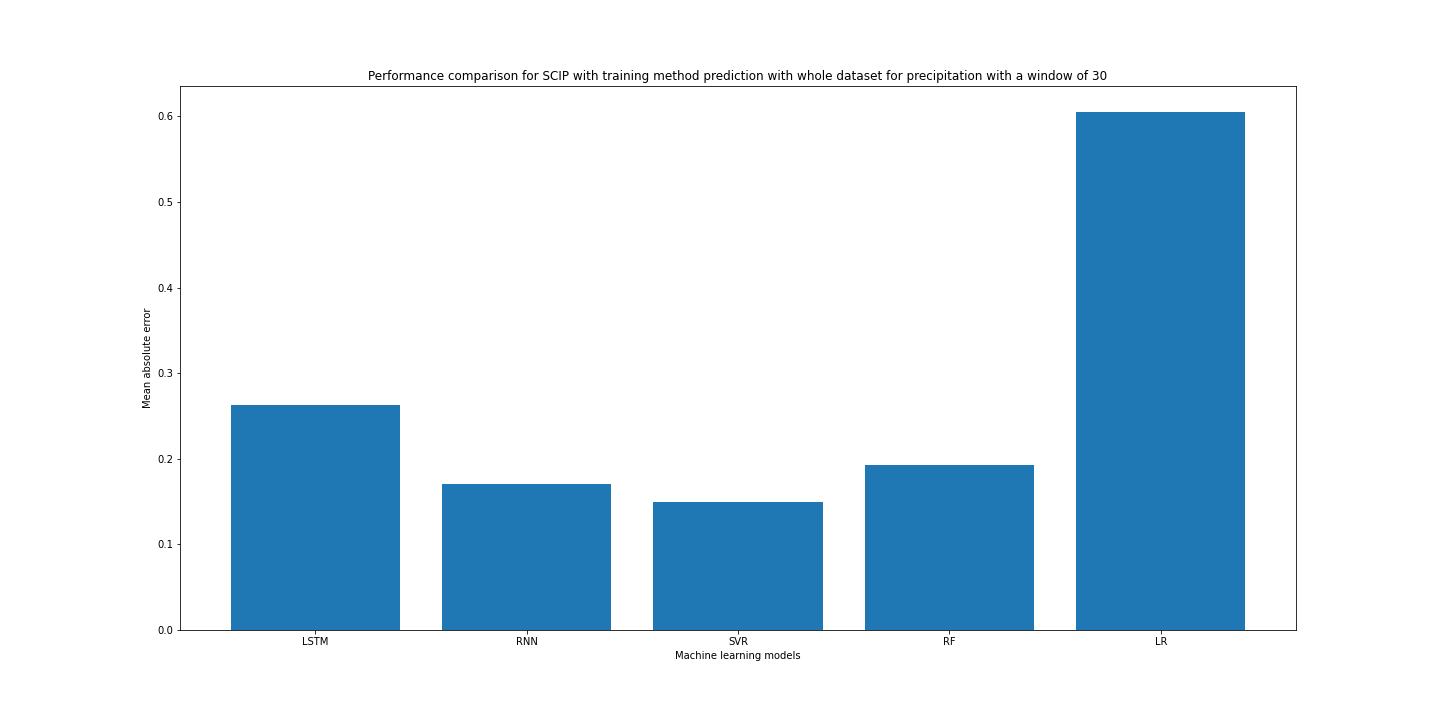 Performance comparison for SCIP with training method prediction with whole dataset for precipitation with a window of 30
0.6
0.5
0.4
0.3
0.2
0.1
0.0
Mean absolute error
LSTM RNN SVR RF LR
Machine learning models